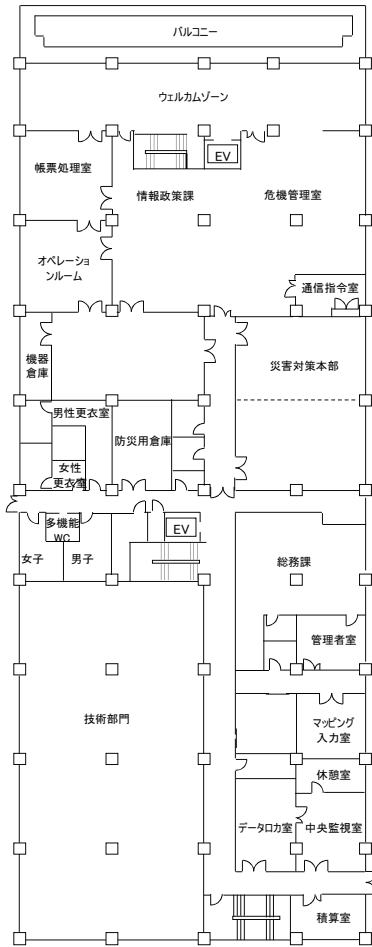 バルコニー
ウェルカムゾーン
帳票処理室
情報政策課
EV
危機管理室
オペレーショ
ンルーム
通信指令室
機器
倉庫
災害対策本部
男性更衣室
防災用倉庫
女性
更衣室
多機能
WC
EV
女子
男子
総務課
管理者室
技術部門
マッピング
入力室
休憩室
データロカ室
中央監視室
積算室